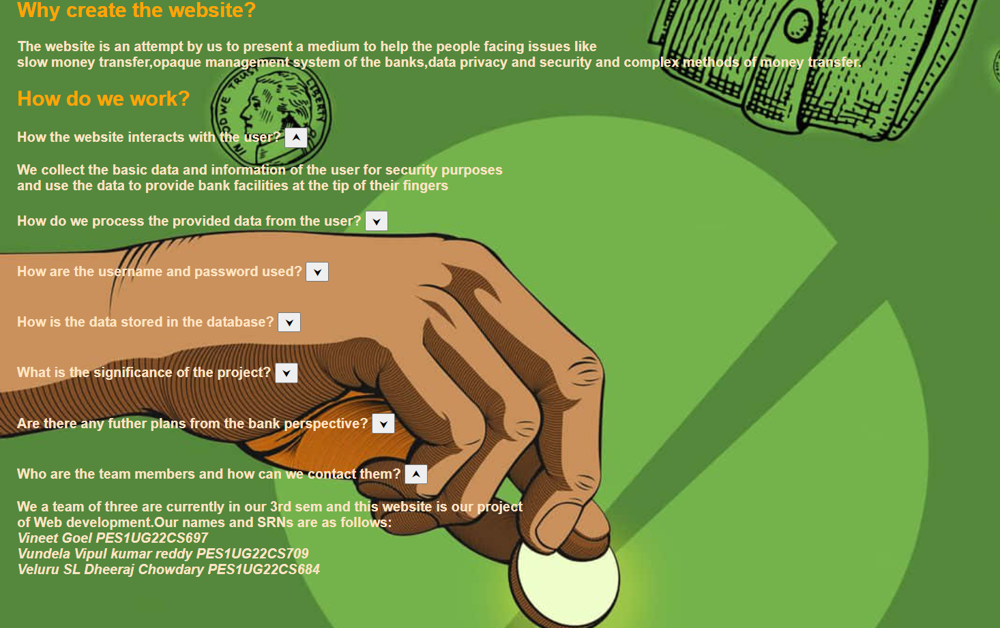 Why create the website?
The website is an attempt by us to present a medium to help the people facing issues like
slow money transfer,opaque management system of the banks,data privacy and security and complex methods of money transfer.
How do we work?
How the website interacts with the user?
We collect the basic data and information of the user for security purposes
and use the data to provide bank facilities at the tip of their fingers
How do we process the provided data from the user?
How are the username and password used?
How is the data stored in the database?
What is the significance of the project?
Are there any futher plans from the bank perspective?
Who are the team members and how can we contact them?
We a team of three are currently in our 3rd sem and this website is our project
of Web development.Our names and SRNs are as follows:
Vineet Goel PES1UG22CS697
Vundela Vipul kumar reddy PES1UG22CS709
Veluru SL Dheeraj Chowdary PES1UG22CS684
LIBERTY
IN GOD WE TRUST